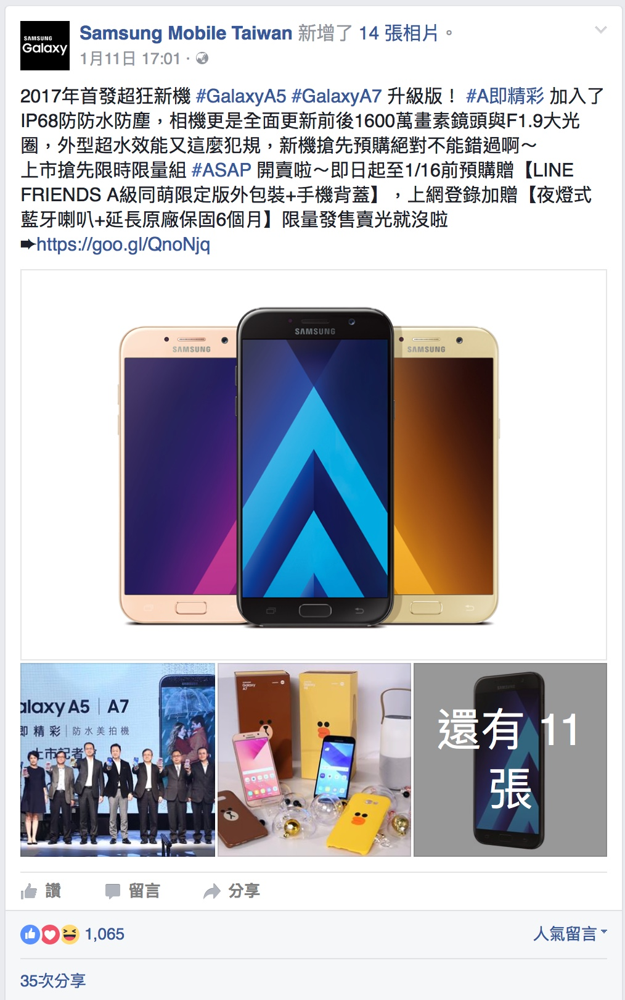 SAMSUNG
Galaxy
Samsung Mobile Taiwan 新增了 14 張相片。
1月11日 17:01 ·
2017年首發超狂新機 #GalaxyA5 #GalaxyA7 升級版！ #A即精彩 加入了
IP68防防水防塵，相機更是全面更新前後1600萬畫素鏡頭與F1.9大光
圈，外型超水效能又這麼犯規，新機搶先預購絕對不能錯過啊～
上市搶先限時限量組 #ASAP 開賣啦～即日起至1/16前預購贈【LINE
FRIENDS A級同萌限定版外包裝+手機背蓋】，上網登錄加贈【夜燈式
藍牙喇叭+延長原廠保固6個月】限量發售賣光就沒啦
➨https://goo.gl/QnoNjq
SAMSUNG
SAMSUNG
SAMSUNG
alaxy A5 | A7
即精彩 | 防水美拍機
上市記者
Galaxy
A7
還有 11
張
讚
留言
分享
1,065
人氣留言
35次分享